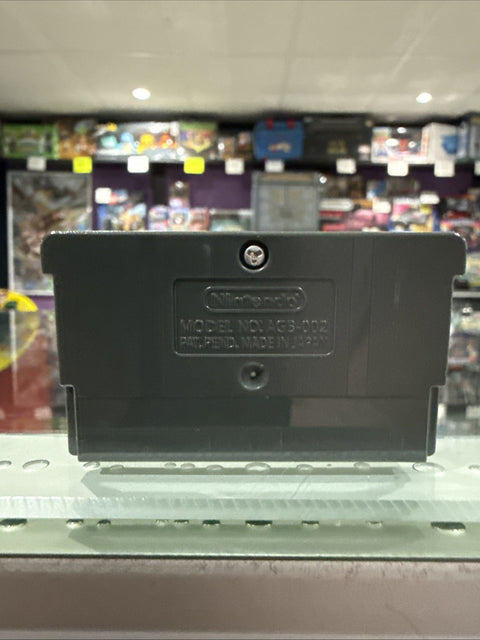 Nintendo
MODEL NO. AGB-002
PAT. PEND. MADE IN JAPAN